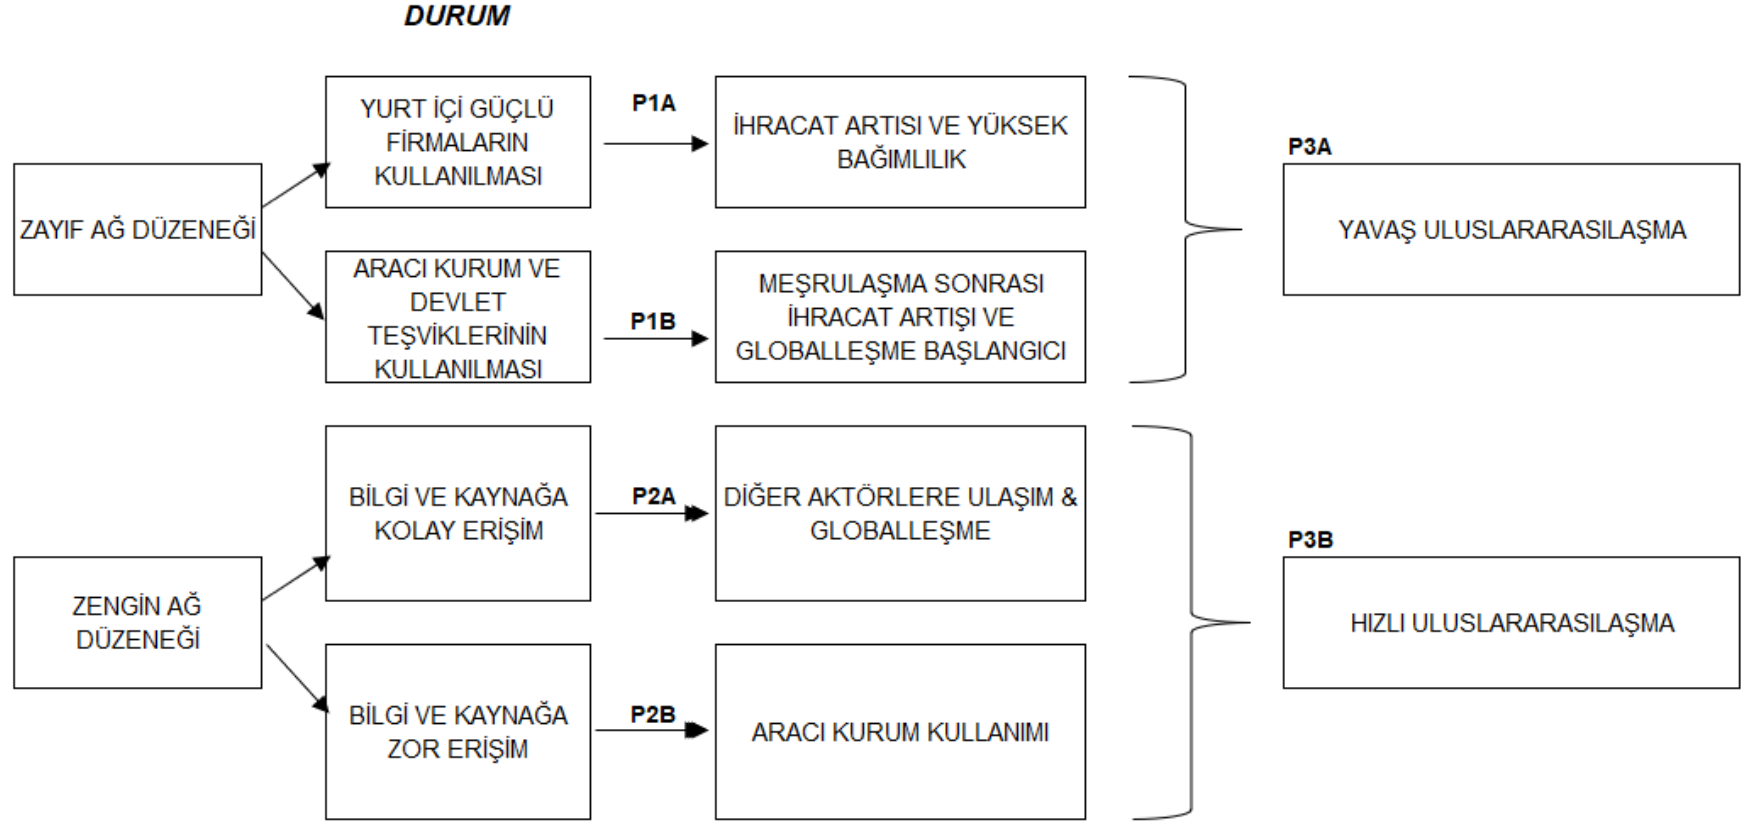 DURUM
ZAYIF AĞ DÜZENEĞİ
YURT İÇİ GÜÇLÜ
FİRMALARIN
KULLANILMASI
P1A
İHRACAT ARTISI VE YÜKSEK
BAĞIMLILIK
ARACI KURUM VE
DEVLET
TEŞVİKLERİNİN
KULLANILMASI
P1B
MEŞRULAŞMA SONRASI
İHRACAT ARTIŞI VE
GLOBALLEŞME BAŞLANGICI
P3A
YAVAŞ ULUSLARARASILAŞMA
ZENGİN AĞ
DÜZENEĞİ
BİLGİ VE KAYNAĞA
KOLAY ERİŞİM
P2A
DİĞER AKTÖRLERE ULAŞIM &
GLOBALLEŞME
BİLGİ VE KAYNAĞA
ZOR ERİŞİM
P2B
ARACI KURUM KULLANIMI
P3B
HIZLI ULUSLARARASILAŞMA